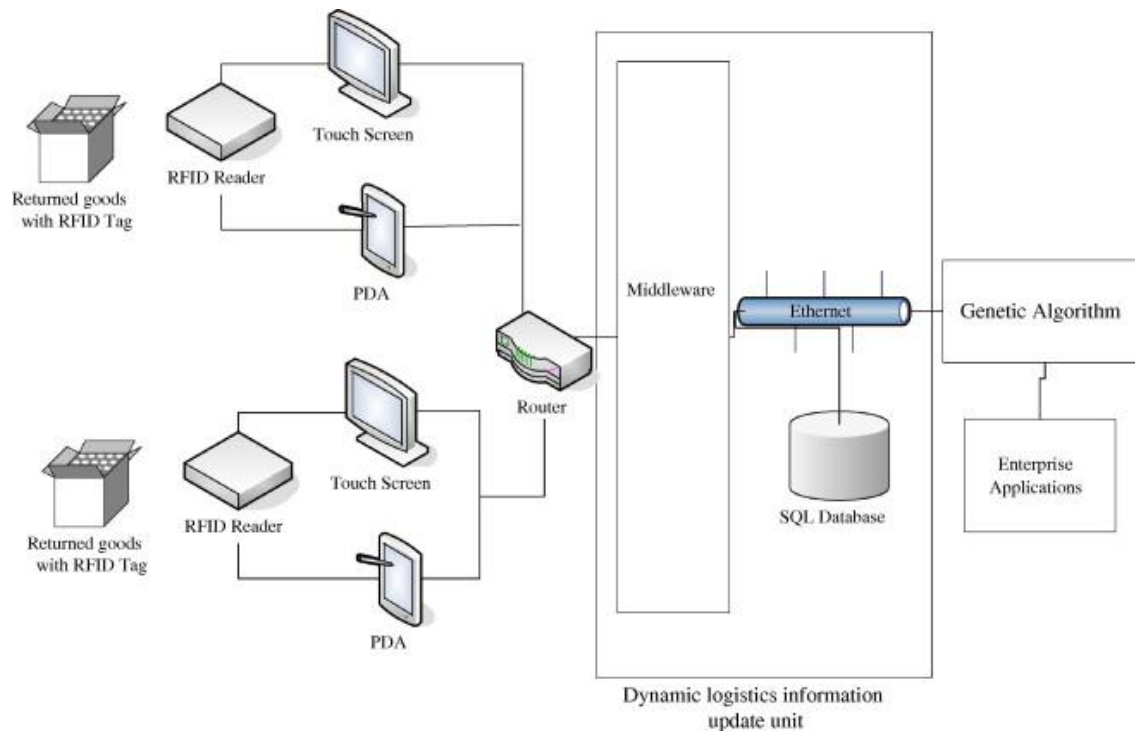 Touch Screen
RFID Reader
Returned goods
with RFID Tag
PDA
Router
Touch Screen
RFID Reader
Returned goods
with RFID Tag
PDA
Middleware
Ethernet
SQL Database
Genetic Algorithm
Enterprise
Applications
Dynamic logistics information
update unit